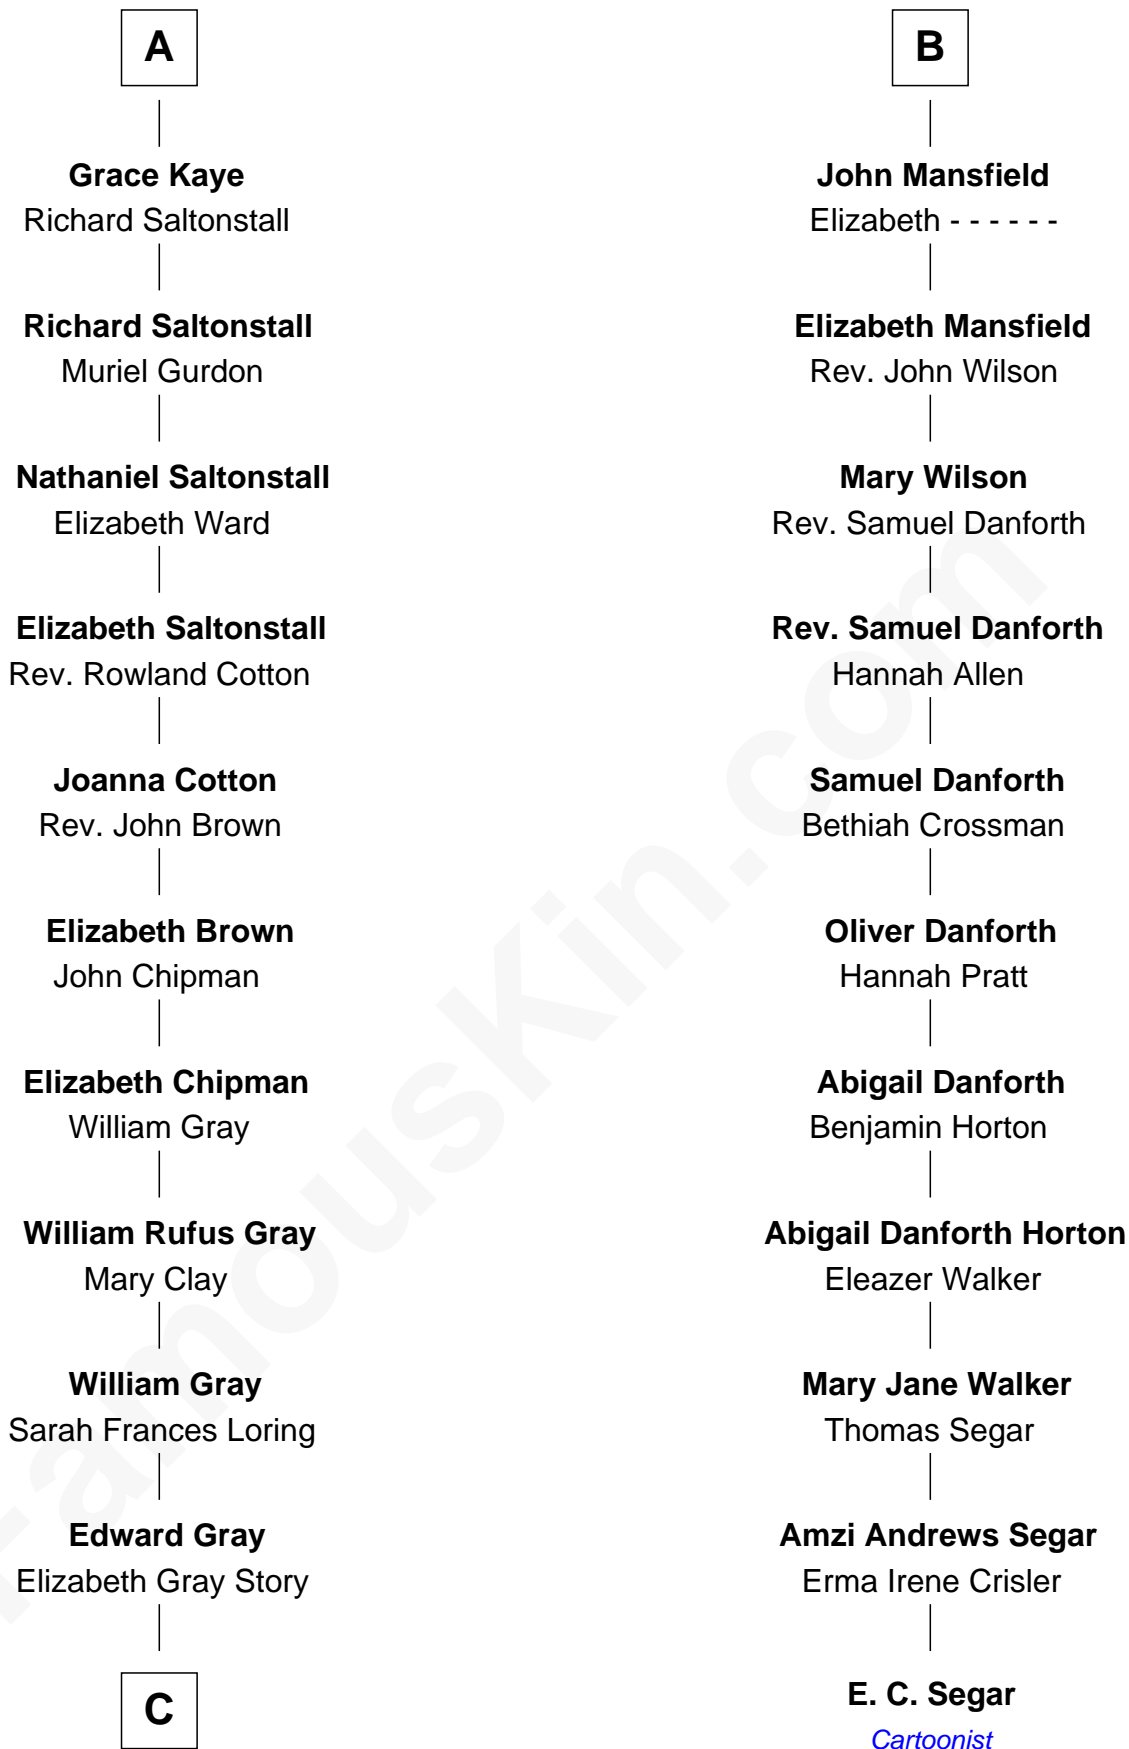 A
Grace Kaye
Richard Saltonstall
Richard Saltonstall
Muriel Gurdon
Nathaniel Saltonstall
Elizabeth Ward
Elizabeth Saltonstall
Rev. Rowland Cotton
Joanna Cotton
Rev. John Brown
Elizabeth Brown
John Chipman
Elizabeth Chipman
William Gray
William Rufus Gray
Mary Clay
William Gray
Sarah Frances Loring
Edward Gray
Elizabeth Gray Story
C
B
John Mansfield
Elizabeth - - - - - -
Elizabeth Mansfield
Rev. John Wilson
Mary Wilson
Rev. Samuel Danforth
Rev. Samuel Danforth
Hannah Allen
Samuel Danforth
Bethiah Crossman
Oliver Danforth
Hannah Pratt
Abigail Danforth
Benjamin Horton
Abigail Danforth Horton
Eleazer Walker
Mary Jane Walker
Thomas Segar
Amzi Andrews Segar
Erma Irene Crisler
E. C. Segar
Cartoonist
FamousKin.com